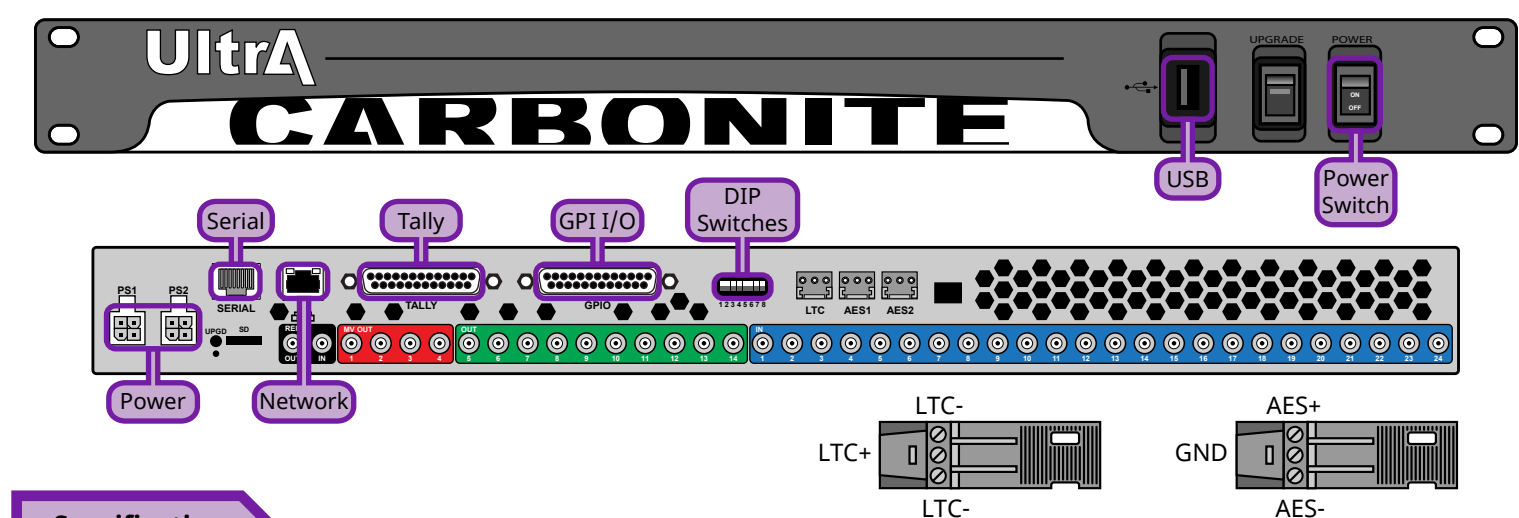 UltrA
CARBONITE
UPGRADE
POWER
ON
OFF
USB
Power
Switch
Serial
Tally
GPI I/O
DIP
Switches
PS1
PS2
SERIAL
TALLY
GPIO
1 2 3 4 5 6 7 8
LTC
AES1
AES2
UPGD
SD
OUT
IN
MV OUT
1 2 3 4
OUT
5 6 7 8 9 10 11 12 13 14
IN
1 2 3 4 5 6 7 8 9 10 11 12 13 14 15 16 17 18 19 20 21 22 23 24
Power
Network
LTC-
LTC+
LTC-
AES+
GND
AES-